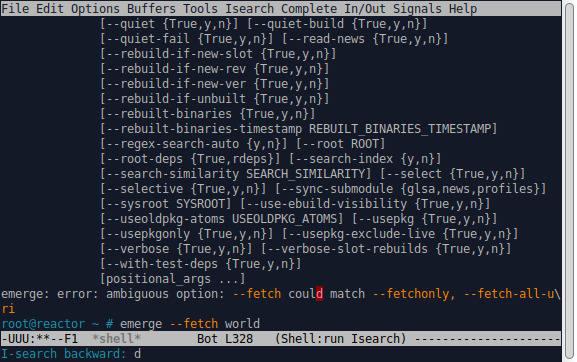 File Edit Options Buffers Tools Isearch Complete In/Out Signals Help
[--quiet {True,y,n}] [--quiet-build {True,y,n}]
[--quiet-fail {True,y,n}] [--read-news {True,y,n}]
[--rebuild-if-new-slot {True,y,n}]
[--rebuild-if-new-rev {True,y,n}]
[--rebuild-if-new-ver {True,y,n}]
[--rebuild-if-unbuilt {True,y,n}]
[--rebuilt-binaries {True,y,n}]
[--rebuilt-binaries-timestamp REBUILT_BINARIES_TIMESTAMP]
[--regex-search-auto {y,n}] [--root ROOT]
[--root-deps {True,rdeps}] [--search-index {y,n}]
[--search-similarity SEARCH_SIMILARITY] [--select {True,y,n}]
[--selective {True,y,n}] [--sync-submodule {glsa,news,profiles}]
[--sysroot SYSROOT] [--use-ebuild-visibility {True,y,n}]
[--useoldpkg-atoms USEOLDPKG_ATOMS] [--usepkg {True,y,n}]
[--usepkgonly {True,y,n}] [--usepkg-exclude-live {True,y,n}]
[--verbose {True,y,n}] [--verbose-slot-rebuilds {True,y,n}]
[--with-test-deps {True,y,n}]
[positional_args ...]
emerge: error: ambiguous option: --fetch could match --fetchonly, --fetch-all-u\
ri
root@reactor ~ # emerge --fetch world
-UUU:**--F1  *shell*        Bot L328   (Shell:run Isearch) --------------------
I-search backward: d